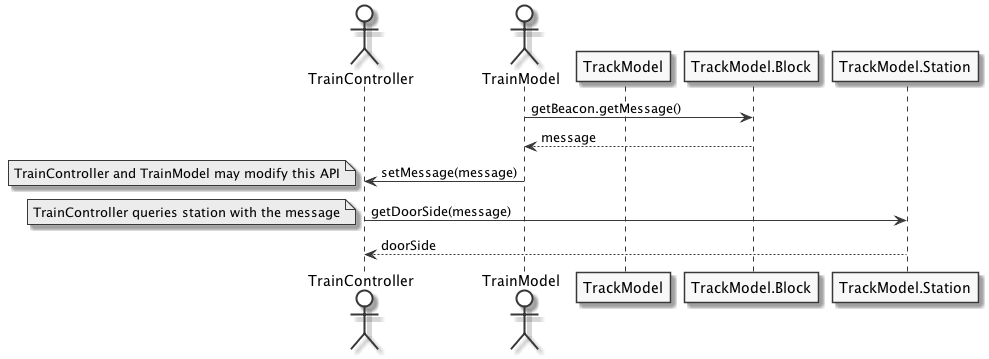 TrainController
TrainModel
TrackModel
TrackModel.Block
TrackModel.Station
getBeacon.getMessage()
message
TrainController and TrainModel may modify this API
setMessage(message)
TrainController queries station with the message
getDoorSide(message)
doorSide
TrainController
TrainModel
TrackModel
TrackModel.Block
TrackModel.Station